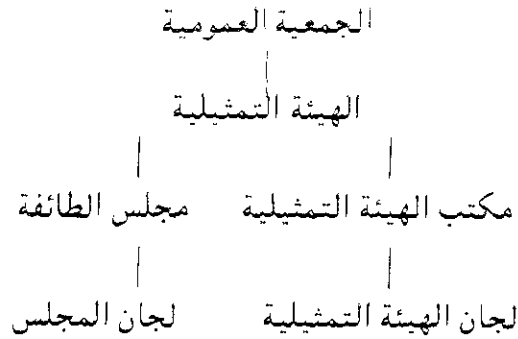 الجمعية العمومية
الهيئة التمثيلية
مكتب الهيئة التمثيلية مجلس الطائفة
لجان الهيئة التمثيلية لجان المجلس